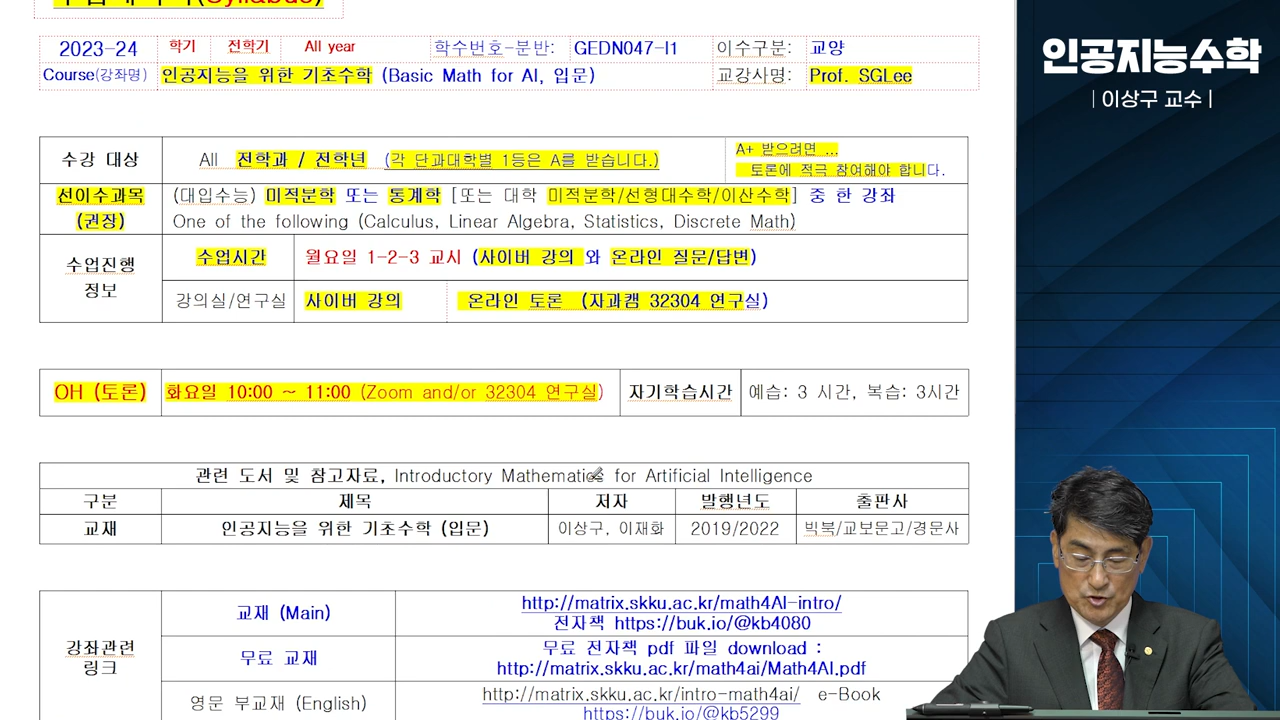 수업계획서(Syllabus)
2023-24 학기 전학기 All year 학수번호-분반: GEDN047-I1 이수구분: 교양
Course(강좌명) 인공지능을 위한 기초수학 (Basic Math for AI, 입문) 교강사명: Prof. SGLee
수강 대상 All 전학과 / 전학년 (각 단과대학별 1등은 A를 받습니다.) A+ 받으려면 ...
토론에 적극 참여해야 합니다.
선이수과목 (대입수능) 미적분학 또는 통계학 [또는 대학 미적분학/선형대수학/이산수학] 중 한 강좌
(권장) One of the following (Calculus, Linear Algebra, Statistics, Discrete Math)
수업진행 정보 수업시간 월요일 1-2-3 교시 (사이버 강의 와 온라인 질문/답변)
강의실/연구실 사이버 강의 온라인 토론 (자과캠 32304 연구실)
OH (토론) 화요일 10:00 ~ 11:00 (Zoom and/or 32304 연구실) 자기학습시간 예습: 3 시간, 복습: 3시간
관련 도서 및 참고자료, Introductory Mathematics for Artificial Intelligence
구분 제목 저자 발행년도 출판사
교재 인공지능을 위한 기초수학 (입문) 이상구, 이재화 2019/2022 빅북/교보문고/경문사
강좌관련 링크 교재 (Main) http://matrix.skku.ac.kr/math4AI-intro/
전자책 https://buk.io/@kb4080
무료 교재 무료 전자책 pdf 파일 download :
http://matrix.skku.ac.kr/math4ai/Math4AI.pdf
영문 부교재 (English) http://matrix.skku.ac.kr/intro-math4ai/ e-Book
https://buk.io/@kb5299
인공지능수학
| 이상구 교수 |